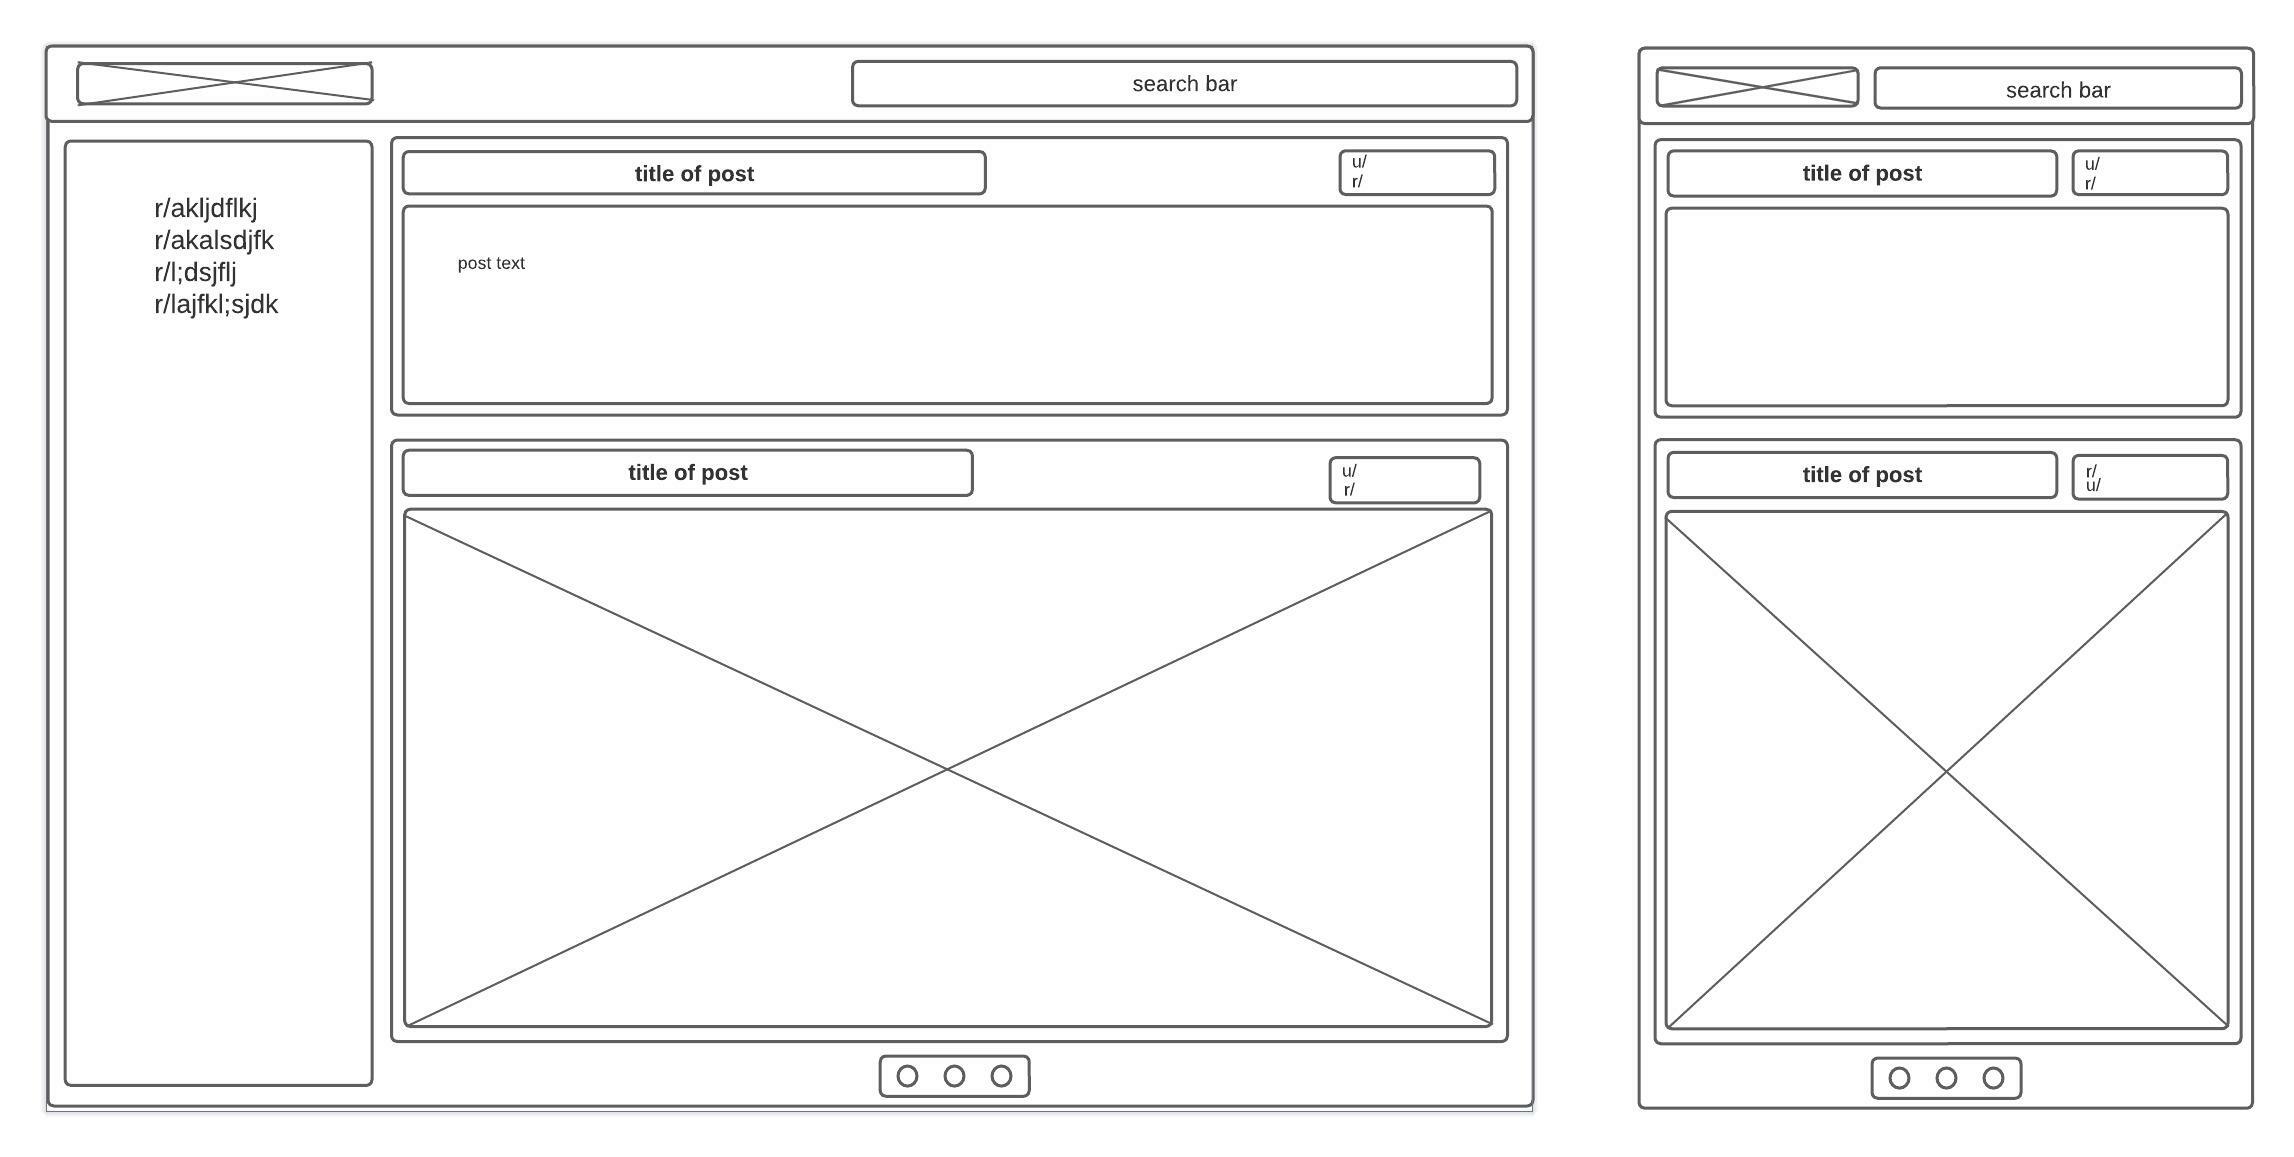 search bar
title of post
u/
r/
r/akljdflkj
r/akalsdjfk
r/l;dsjflj
r/lajfkl;sjdk
post text
title of post
u/
r/
search bar
title of post
u/
r/
title of post
r/
u/